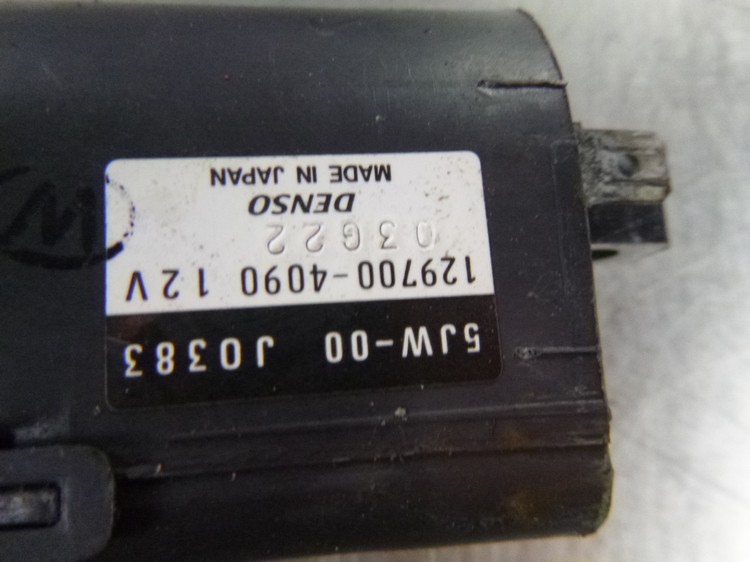 5JW-00 J0383
129700-4090 12V
03G22
DENSO
MADE IN JAPAN